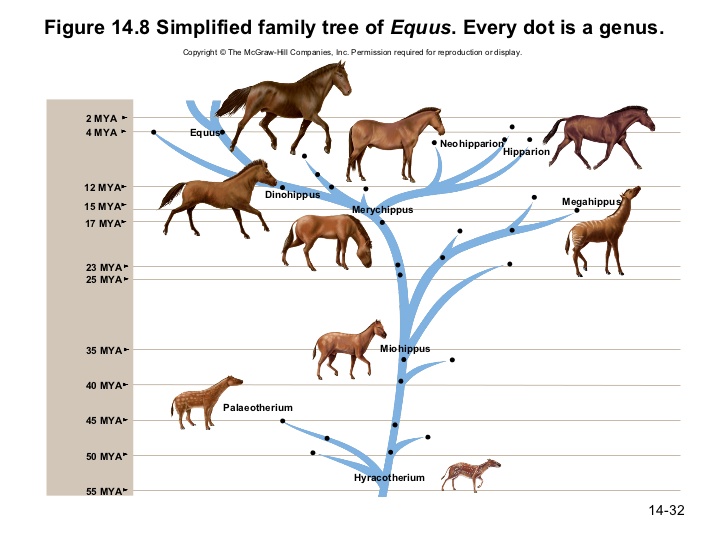 Figure 14.8 Simplified family tree of Equus. Every dot is a genus.
Copyright © The McGraw-Hill Companies, Inc. Permission required for reproduction or display.
2 MYA
4 MYA
Equus
Neohipparion
Hipparion
12 MYA
Dinohippus
15 MYA
Merychippus
Megahippus
17 MYA
23 MYA
25 MYA
35 MYA
Miohippus
40 MYA
Palaeotherium
45 MYA
50 MYA
Hyracotherium
55 MYA
14-32